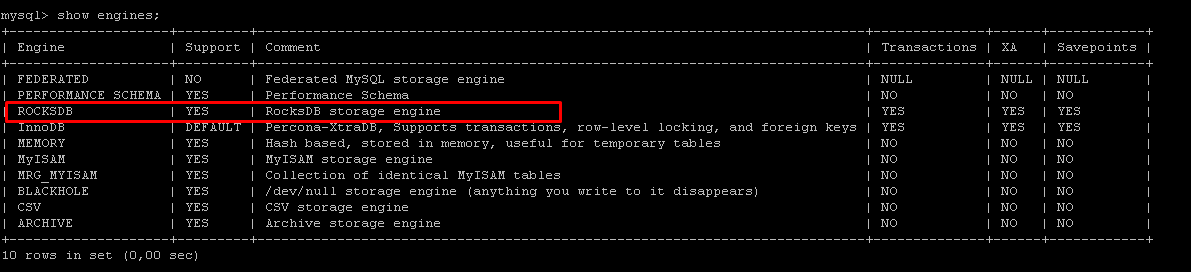 mysql> show engines;
+--------------------+---------+----------------------------------------------------------------------------+--------------+------+------------+
| Engine             | Support | Comment                                                                    | Transactions | XA   | Savepoints |
+--------------------+---------+----------------------------------------------------------------------------+--------------+------+------------+
| FEDERATED          | NO      | Federated MySQL storage engine                                             | NULL         | NULL | NULL       |
| PERFORMANCE_SCHEMA | YES     | Performance Schema                                                         | NO           | NO   | NO         |
| ROCKSDB            | YES     | RocksDB storage engine                                                     | YES          | YES  | YES        |
| InnoDB             | DEFAULT | Percona-XtraDB, Supports transactions, row-level locking, and foreign keys | YES          | YES  | YES        |
| MEMORY             | YES     | Hash based, stored in memory, useful for temporary tables                  | NO           | NO   | NO         |
| MyISAM             | YES     | MyISAM storage engine                                                      | NO           | NO   | NO         |
| MRG_MYISAM         | YES     | Collection of identical MyISAM tables                                      | NO           | NO   | NO         |
| BLACKHOLE          | YES     | /dev/null storage engine (anything you write to it disappears)             | NO           | NO   | NO         |
| CSV                | YES     | CSV storage engine                                                         | NO           | NO   | NO         |
| ARCHIVE            | YES     | Archive storage engine                                                     | NO           | NO   | NO         |
+--------------------+---------+----------------------------------------------------------------------------+--------------+------+------------+
10 rows in set (0,00 sec)